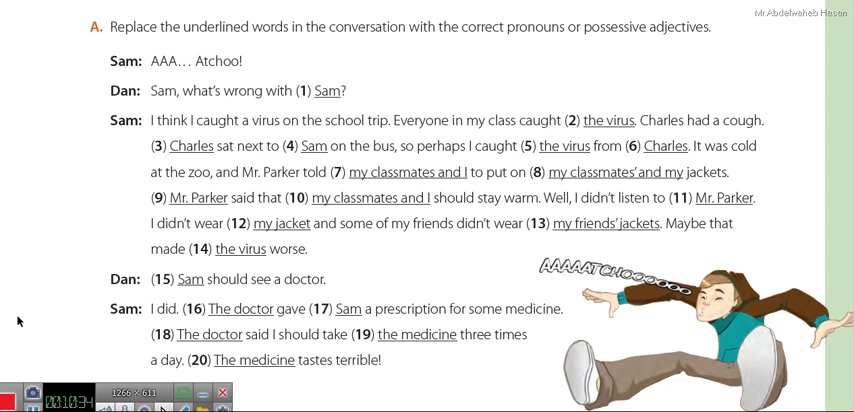 Mr.Abdelwaheb Hesen
A. Replace the underlined words in the conversation with the correct pronouns or possessive adjectives.
Sam: AAA… Atchoo!
Dan: Sam, what's wrong with (1) Sam?
Sam: I think I caught a virus on the school trip. Everyone in my class caught (2) the virus. Charles had a cough.
(3) Charles sat next to (4) Sam on the bus, so perhaps I caught (5) the virus from (6) Charles. It was cold
at the zoo, and Mr. Parker told (7) my classmates and I to put on (8) my classmates' and my jackets.
(9) Mr. Parker said that (10) my classmates and I should stay warm. Well, I didn't listen to (11) Mr. Parker.
I didn't wear (12) my jacket and some of my friends didn't wear (13) my friends' jackets. Maybe that
made (14) the virus worse.
AAAAATCHOOOOOOO
Dan: (15) Sam should see a doctor.
Sam: I did. (16) The doctor gave (17) Sam a prescription for some medicine.
(18) The doctor said I should take (19) the medicine three times
a day. (20) The medicine tastes terrible!
1266 × 611
00:10:34